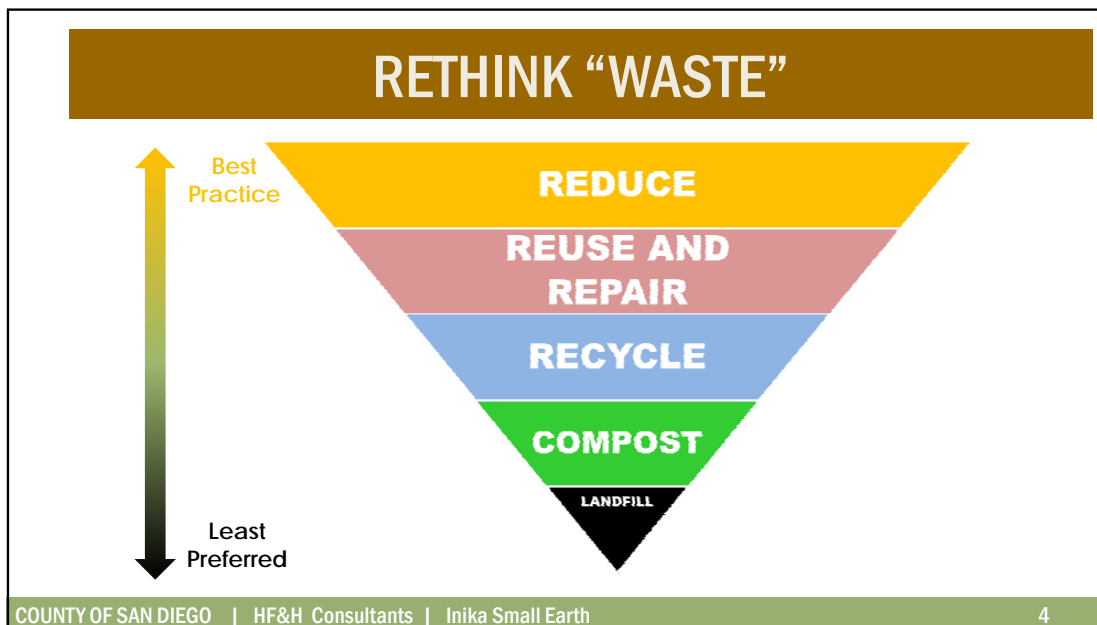 RETHINK “WASTE”
Best
Practice
REDUCE
REUSE AND
REPAIR
RECYCLE
COMPOST
LANDFILL
Least
Preferred
COUNTY OF SAN DIEGO | HF&H Consultants | Inika Small Earth 4